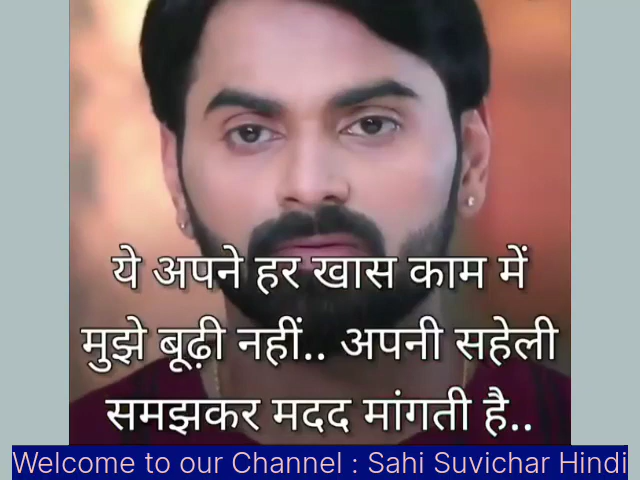 ये अपने हर खास काम में
मुझे बूढ़ी नहीं.. अपनी सहेली
समझकर मदद मांगती है..
Welcome to our Channel : Sahi Suvichar Hindi